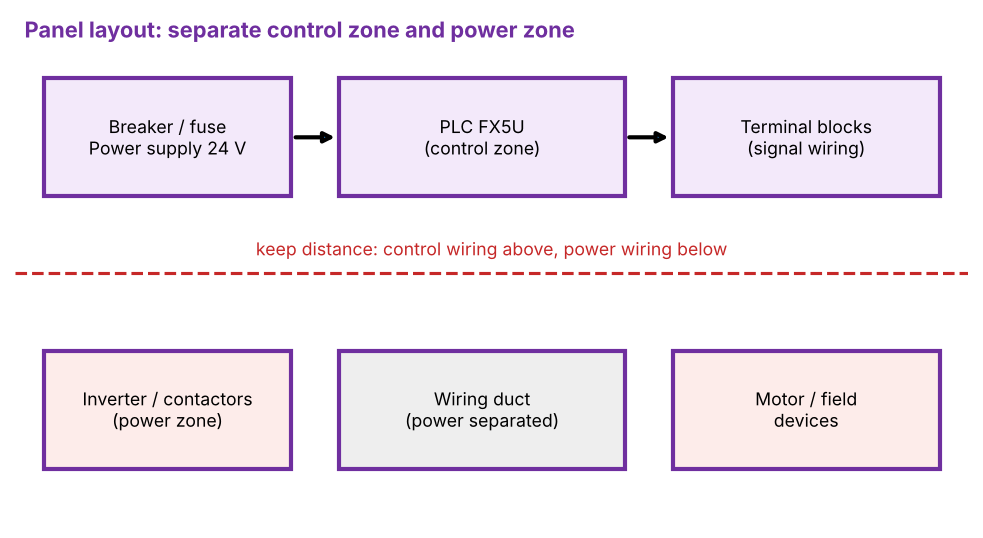 Panel layout: separate control zone and power zone
Breaker / fuse
Power supply 24 V
PLC FX5U
(control zone)
Terminal blocks
(signal wiring)
keep distance: control wiring above, power wiring below
Inverter / contactors
(power zone)
Wiring duct
(power separated)
Motor / field
devices